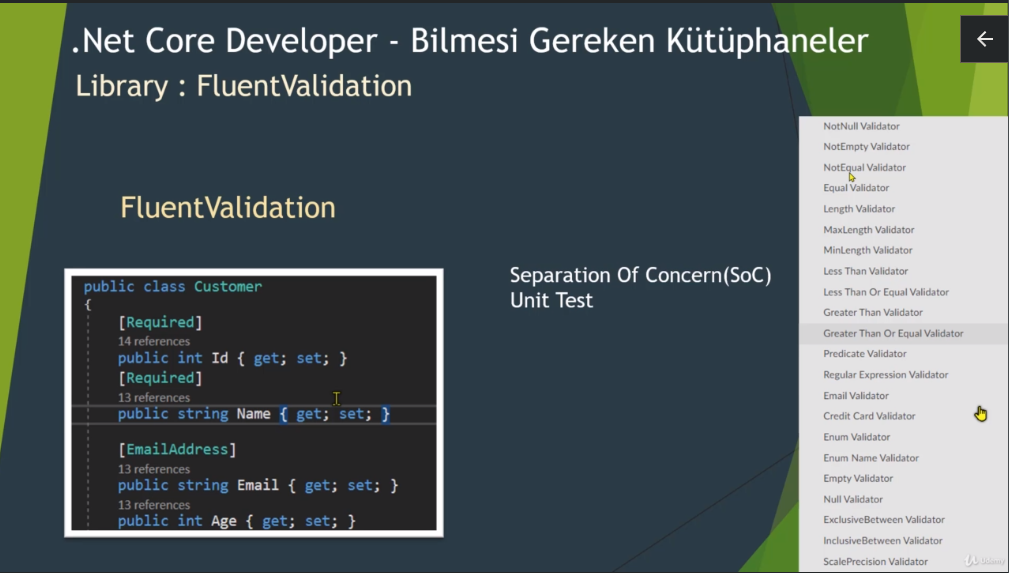 .Net Core Developer - Bilmesi Gereken Kütüphaneler
Library : FluentValidation
FluentValidation
public class Customer
{
[Required]
14 references
public int Id { get; set; }
[Required]
13 references
public string Name { get; set; }
[EmailAddress]
13 references
public string Email { get; set; }
13 references
public int Age { get; set; }
Separation Of Concern(SoC)
Unit Test
NotNull Validator
NotEmpty Validator
NotEqual Validator
Equal Validator
Length Validator
MaxLength Validator
MinLength Validator
Less Than Validator
Less Than Or Equal Validator
Greater Than Validator
Greater Than Or Equal Validator
Predicate Validator
Regular Expression Validator
Email Validator
Credit Card Validator
Enum Validator
Enum Name Validator
Empty Validator
Null Validator
ExclusiveBetween Validator
InclusiveBetween Validator
ScalePrecision Validator
Udemy